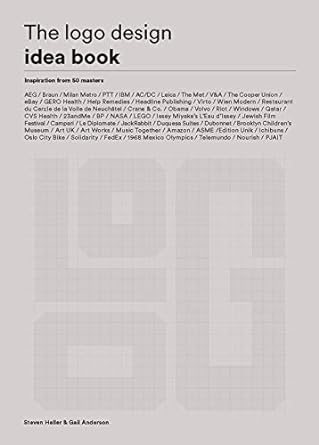 The logo design
idea book
Inspiration from 50 masters
AEG / Braun / Milan Metro / PTT / IBM / AC/DC / Leica / The Met / V&A / The Cooper Union /
eBay / GERO Health / Help Remedies / Headline Publishing / Virto / Wien Modern / Restaurant
du Cercle de la Voile de Neuchâtel / Crane & Co. / Obama / Volvo / Riot / Windows / Qatar /
CVS Health / 23andMe / BP / NASA / LEGO / Issey Miyake's L'Eau d'Issey / Jewish Film
Festival / Campari / Le Diplomate / JackRabbit / Duquesa Suites / Dubonnet / Brooklyn Children's
Museum / Art UK / Art Works / Music Together / Amazon / ASME /Edition Unik / Ichibuns /
Oslo City Bike / Solidarity / FedEx / 1968 Mexico Olympics / Telemundo / Nourish / PJAIT
LOGO
Steven Heller & Gail Anderson